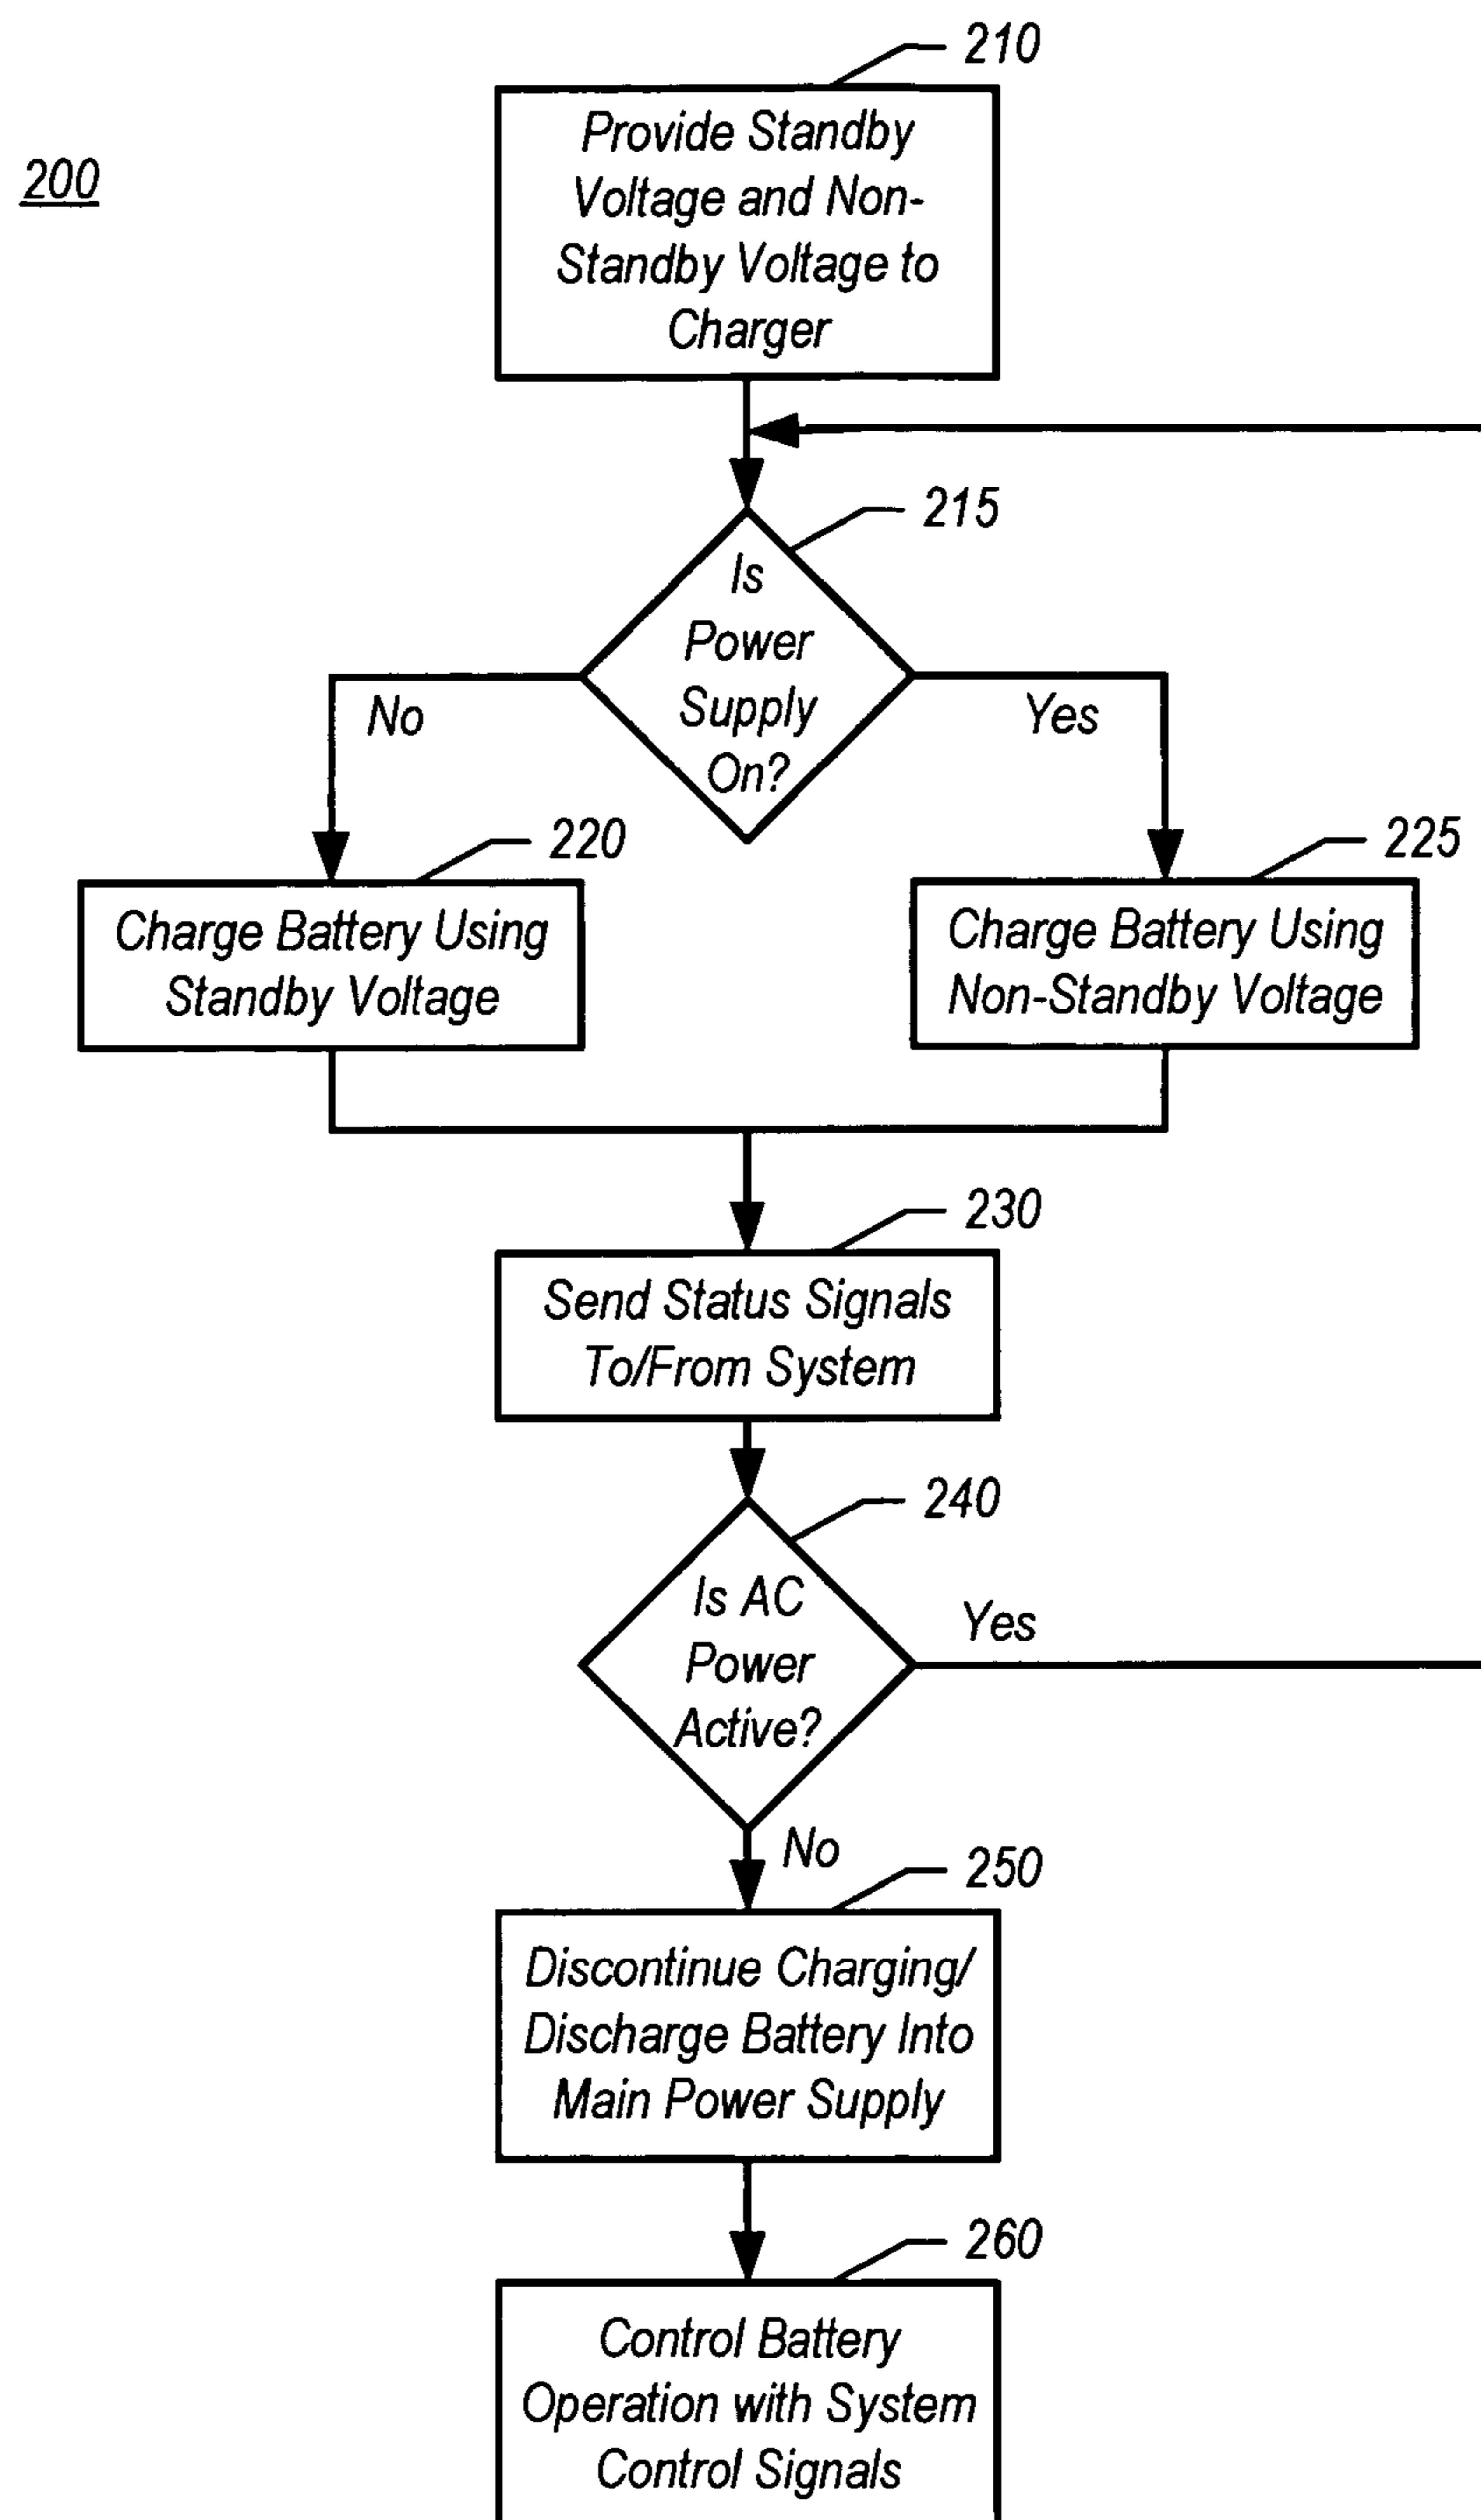 210
200
Provide Standby
Voltage and Non-
Standby Voltage to
Charger
215
Is
Power
Supply
On?
No
Yes
220
225
Charge Battery Using
Standby Voltage
Charge Battery Using
Non-Standby Voltage
230
Send Status Signals
To/From System
240
Is AC
Power
Active?
Yes
No
250
Discontinue Charging/
Discharge Battery Into
Main Power Supply
260
Control Battery
Operation with System
Control Signals